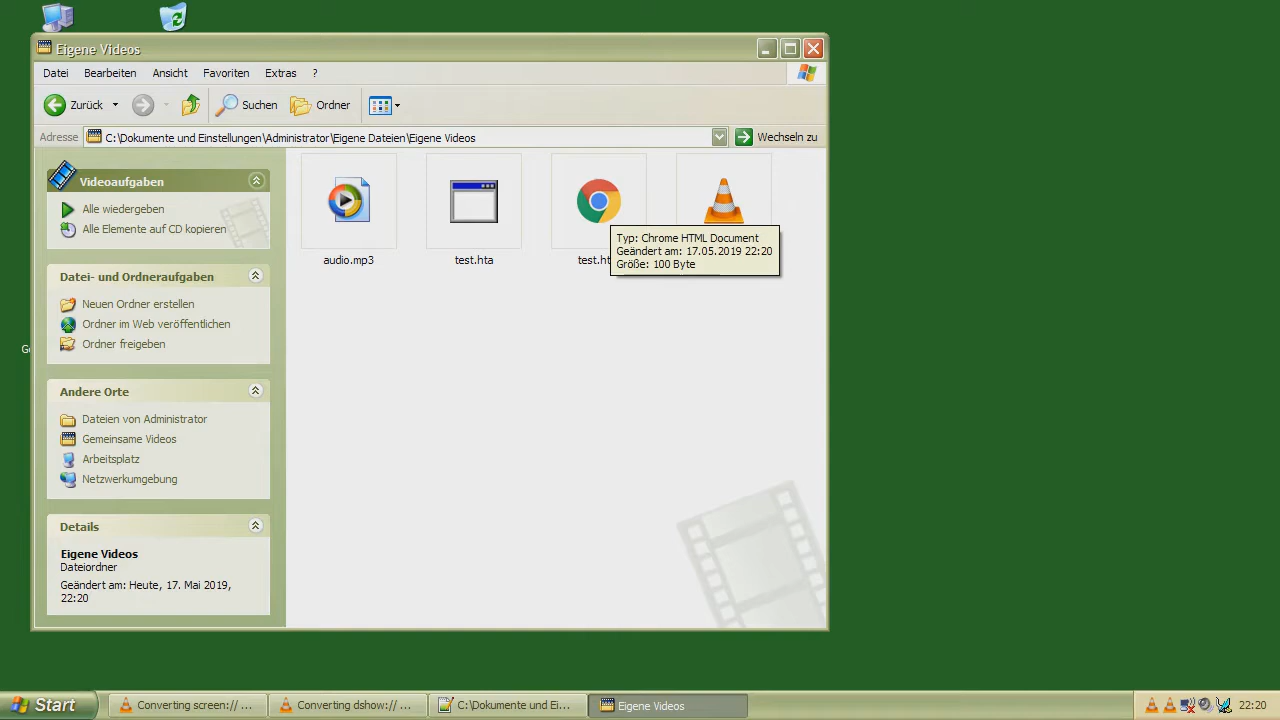 Eigene Videos
Datei Bearbeiten Ansicht Favoriten Extras ?
Zurück Suchen Ordner
Adresse C:\Dokumente und Einstellungen\Administrator\Eigene Dateien\Eigene Videos Wechseln zu
Videoaufgaben
Alle wiedergeben
Alle Elemente auf CD kopieren
Datei- und Ordneraufgaben
Neuen Ordner erstellen
Ordner im Web veröffentlichen
Ordner freigeben
Andere Orte
Dateien von Administrator
Gemeinsame Videos
Arbeitsplatz
Netzwerkumgebung
Details
Eigene Videos
Dateiordner
Geändert am: Heute, 17. Mai 2019,
22:20
audio.mp3 test.hta
Typ: Chrome HTML Document
Geändert am: 17.05.2019 22:20
Größe: 100 Byte
Start Converting screen:// ... Converting dshow:// ... C:\Dokumente und Ei... Eigene Videos 22:20